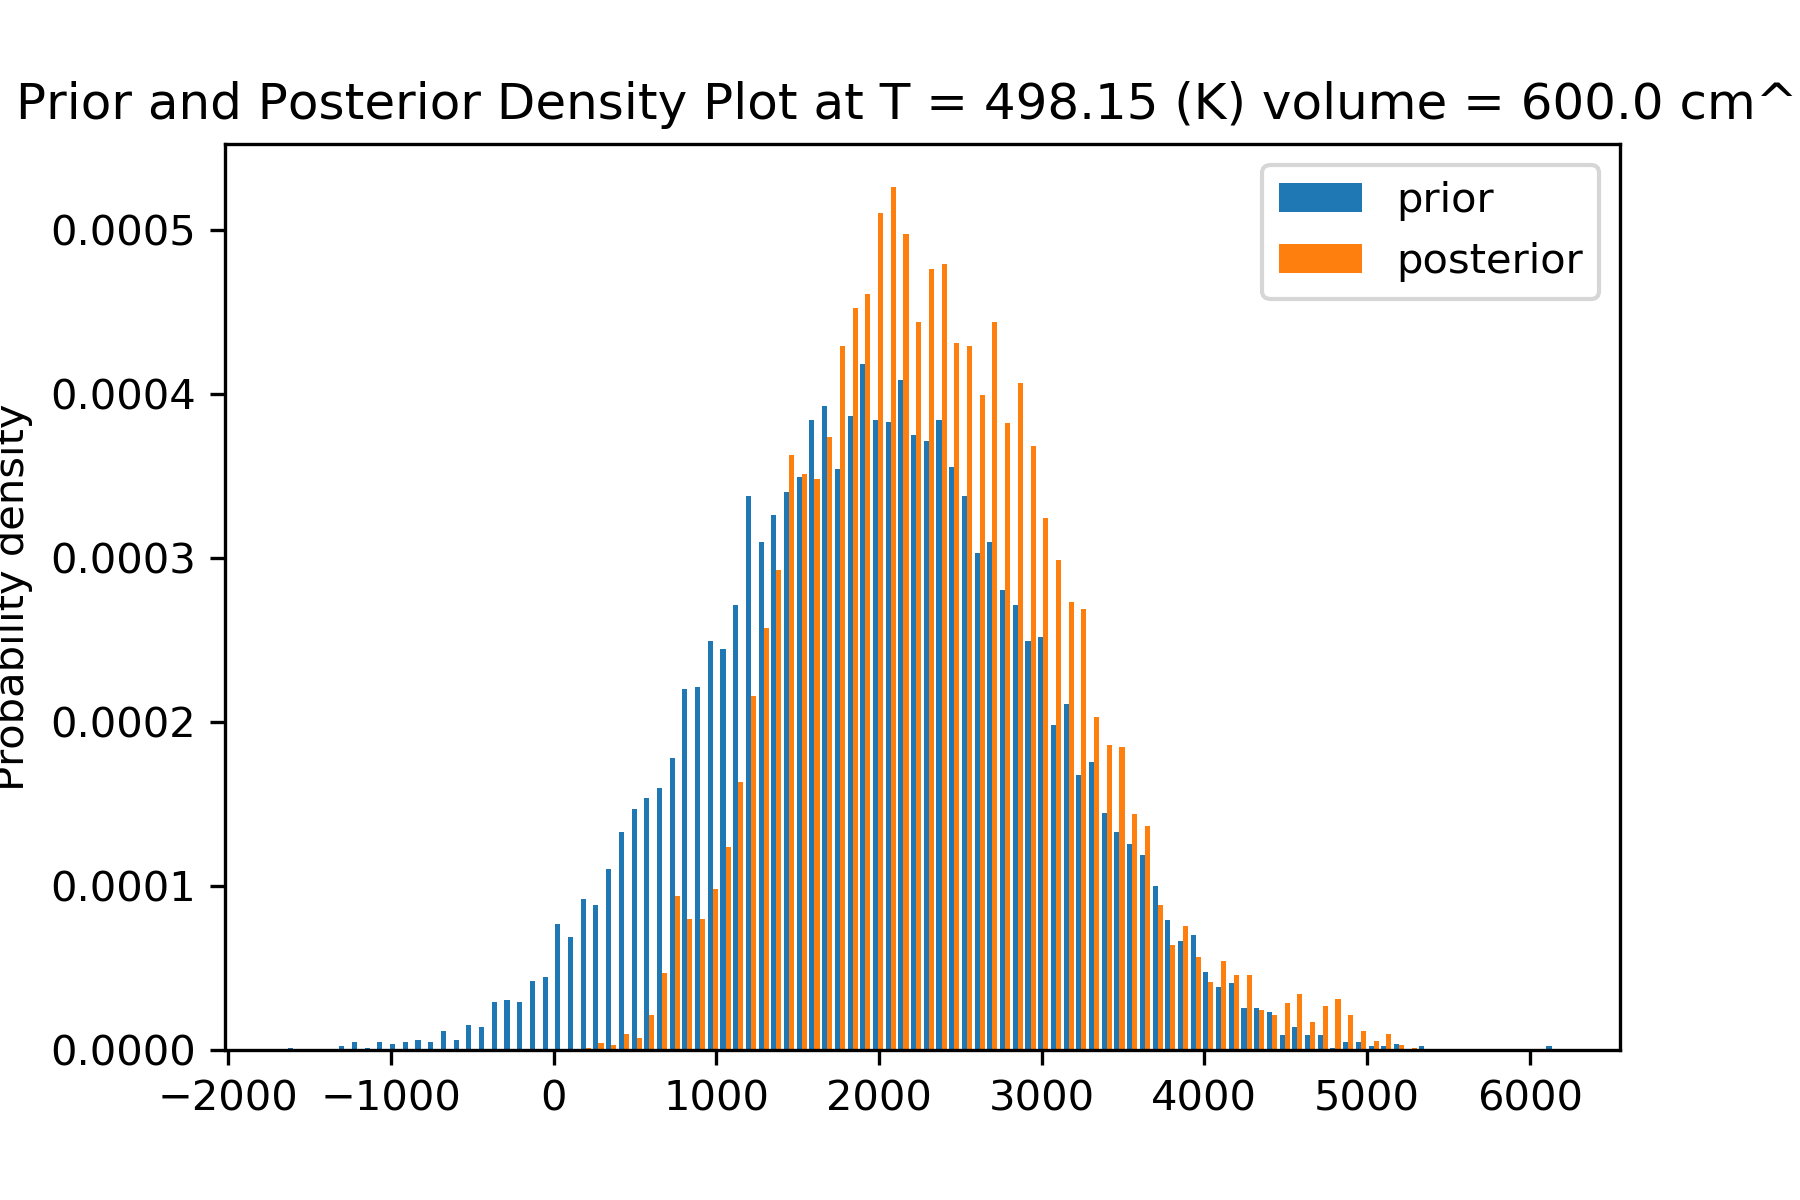 Prior and Posterior Density Plot at T = 498.15 (K) volume = 600.0 cm^
prior
posterior
Probability density
0.0005
0.0004
0.0003
0.0002
0.0001
0.0000
−2000 −1000 0 1000 2000 3000 4000 5000 6000